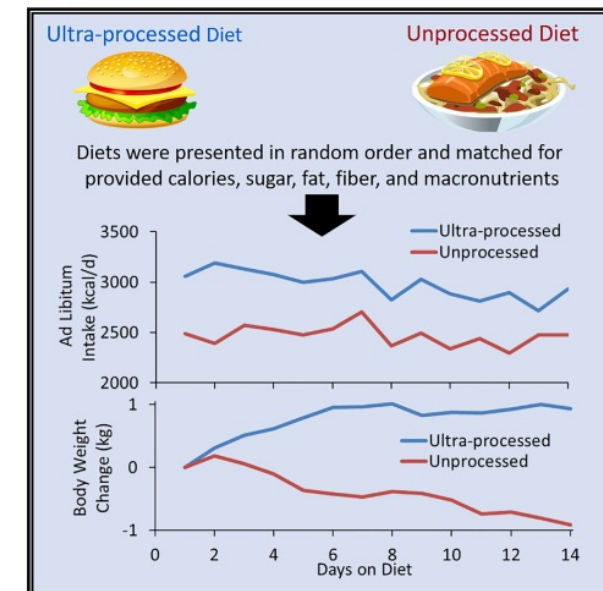 Ultra-processed Diet
Unprocessed Diet
Diets were presented in random order and matched for
provided calories, sugar, fat, fiber, and macronutrients
3500
3000
2500
2000
Ad Libitum
Intake (kcal/d)
Ultra-processed
Unprocessed
1
0
-1
Body Weight
Change (kg)
Ultra-processed
Unprocessed
0 2 4 6 8 10 12 14
Days on Diet